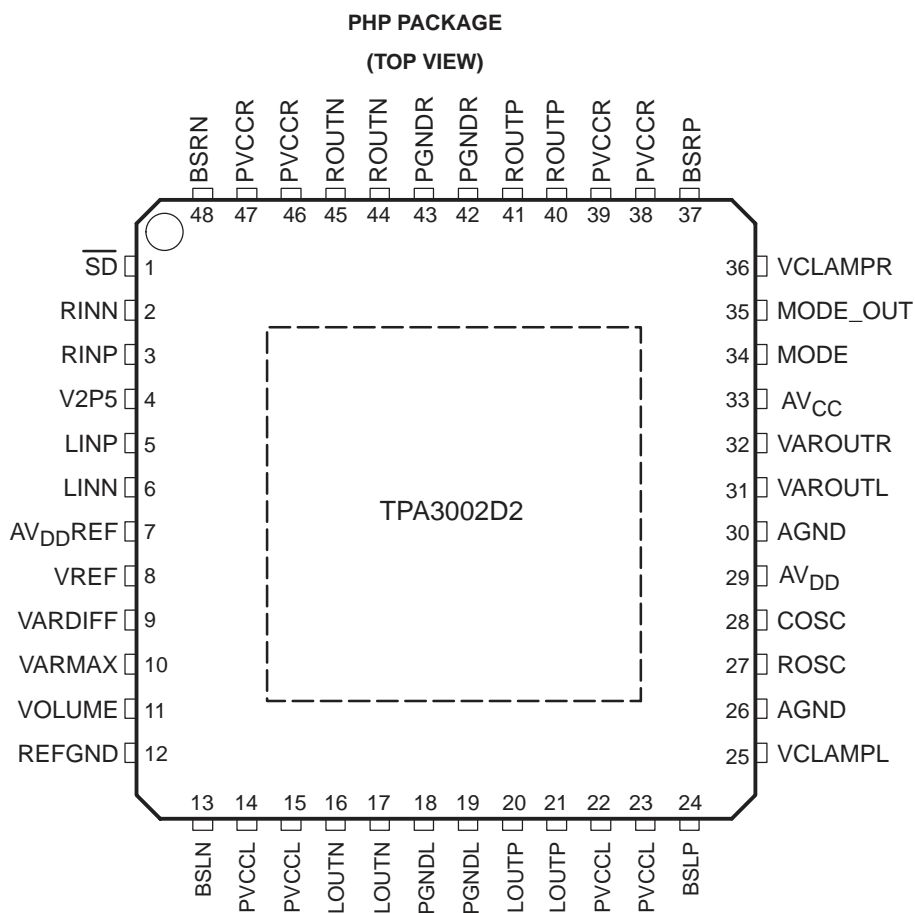 PHP PACKAGE
(TOP VIEW)
BSRN
PVCCR
PVCCR
ROUTN
ROUTN
PGNDR
PGNDR
ROUTP
ROUTP
PVCCR
PVCCR
BSRP
48 47 46 45 44 43 42 41 40 39 38 37
SD 1 36 VCLAMPR
RINN 2 35 MODE_OUT
RINP 3 34 MODE
V2P5 4 33 AVCC
LINP 5 32 VAROUTR
LINN 6 31 VAROUTL
AVDDREF 7 30 AGND
TPA3002D2
VREF 8 29 AVDD
VARDIFF 9 28 COSC
VARMAX 10 27 ROSC
VOLUME 11 26 AGND
REFGND 12 25 VCLAMPL
13 14 15 16 17 18 19 20 21 22 23 24
BSLN
PVCCL
PVCCL
LOUTN
LOUTN
PGNDL
PGNDL
LOUTP
LOUTP
PVCCL
PVCCL
BSLP